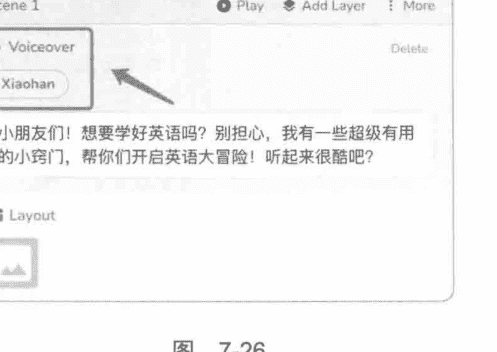 cene 1 Play Add Layer More
Voiceover Delete
Xiaohan
小朋友们！想要学好英语吗？别担心，我有一些超级有用
的小窍门，帮你们开启英语大冒险！听起来很酷吧？
Layout
图 7-26